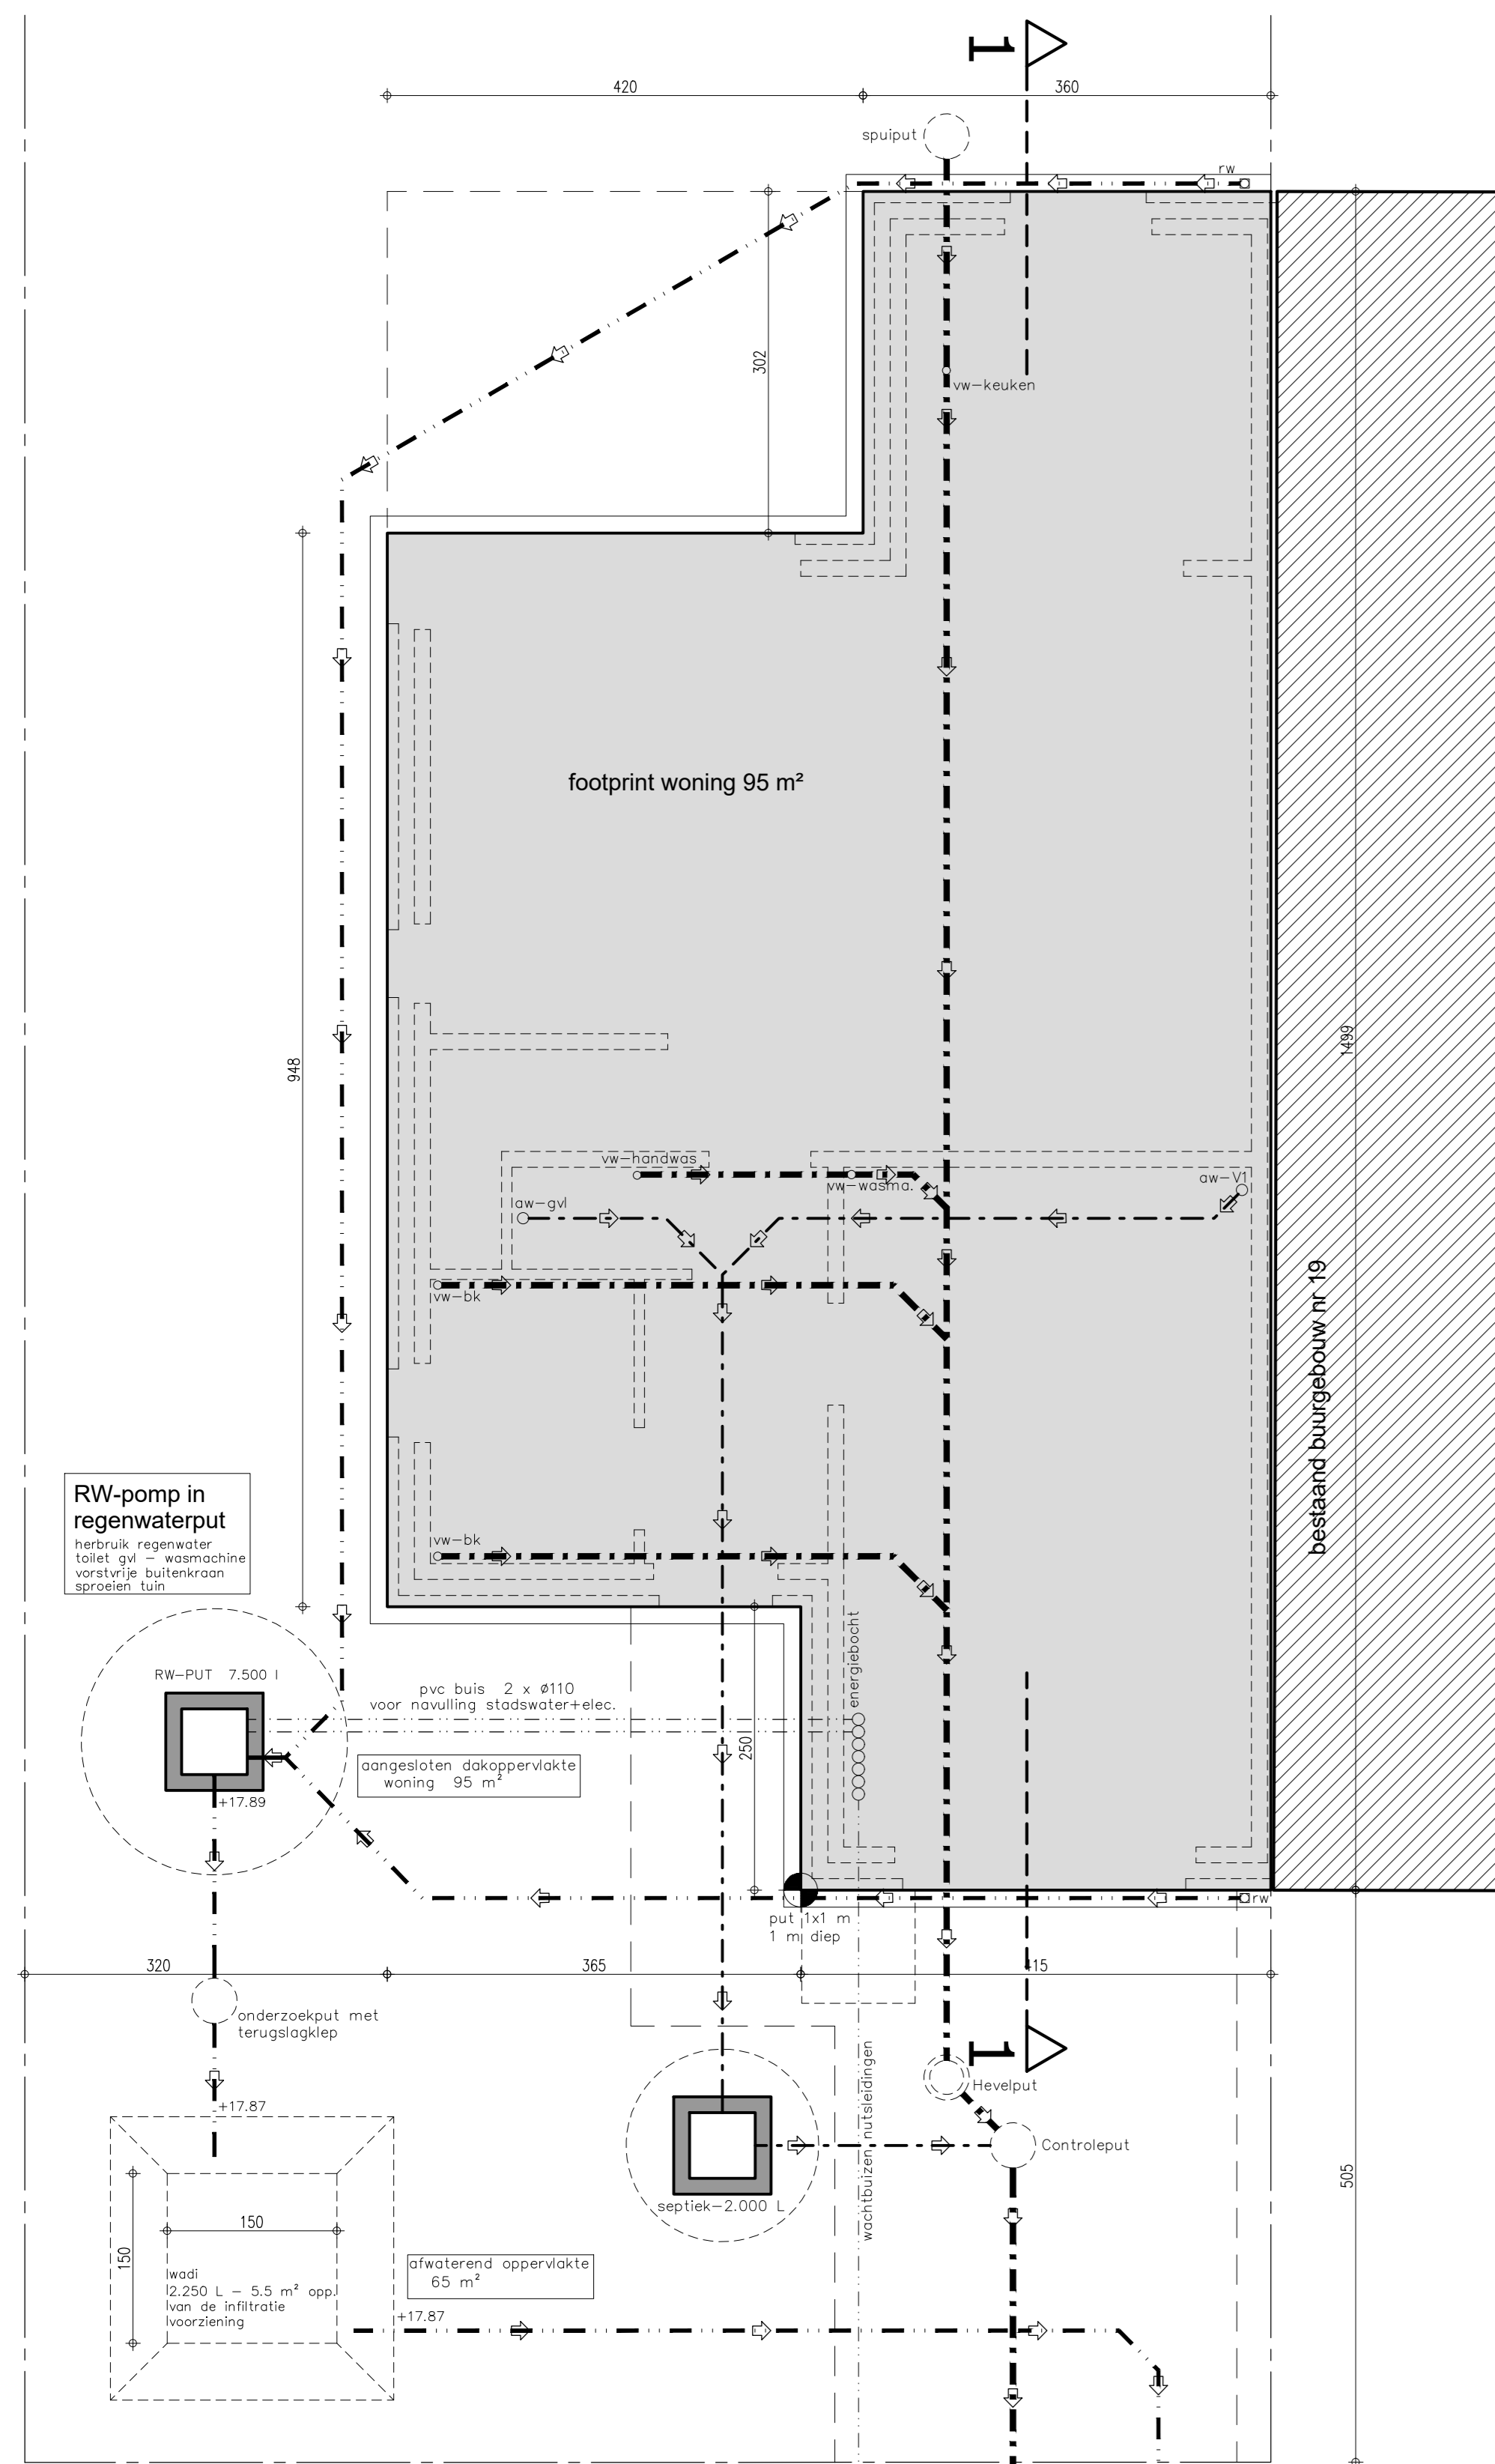 1
420
360
spuiput
rw
302
vw-keuken
footprint woning 95 m²
948
1499
vw-handwas
vw-wasma.
aw-V1
aw-gvl
vw-bk
bestaand buurgebouw nr 19
RW-pomp in
regenwaterput
herbruik regenwater
toilet gvl - wasmachine
vorstvrije buitenkraan
sproeien tuin
vw-bk
energiebocht
RW-PUT 7.500 l
pvc buis 2 x Ø110
voor navulling stadswater+elec.
250
aangesloten dakoppervlakte
woning 95 m²
+17.89
rw
put 1x1 m
1 m diep
320
365
415
onderzoekput met
terugslagklep
wachtbuizen nutsleidingen
1
Hevelput
+17.87
Controleput
septiek-2.000 L
505
150
150
wadi
2.250 L - 5.5 m² opp.
van de infiltratie
voorziening
afwaterend oppervlakte
65 m²
+17.87